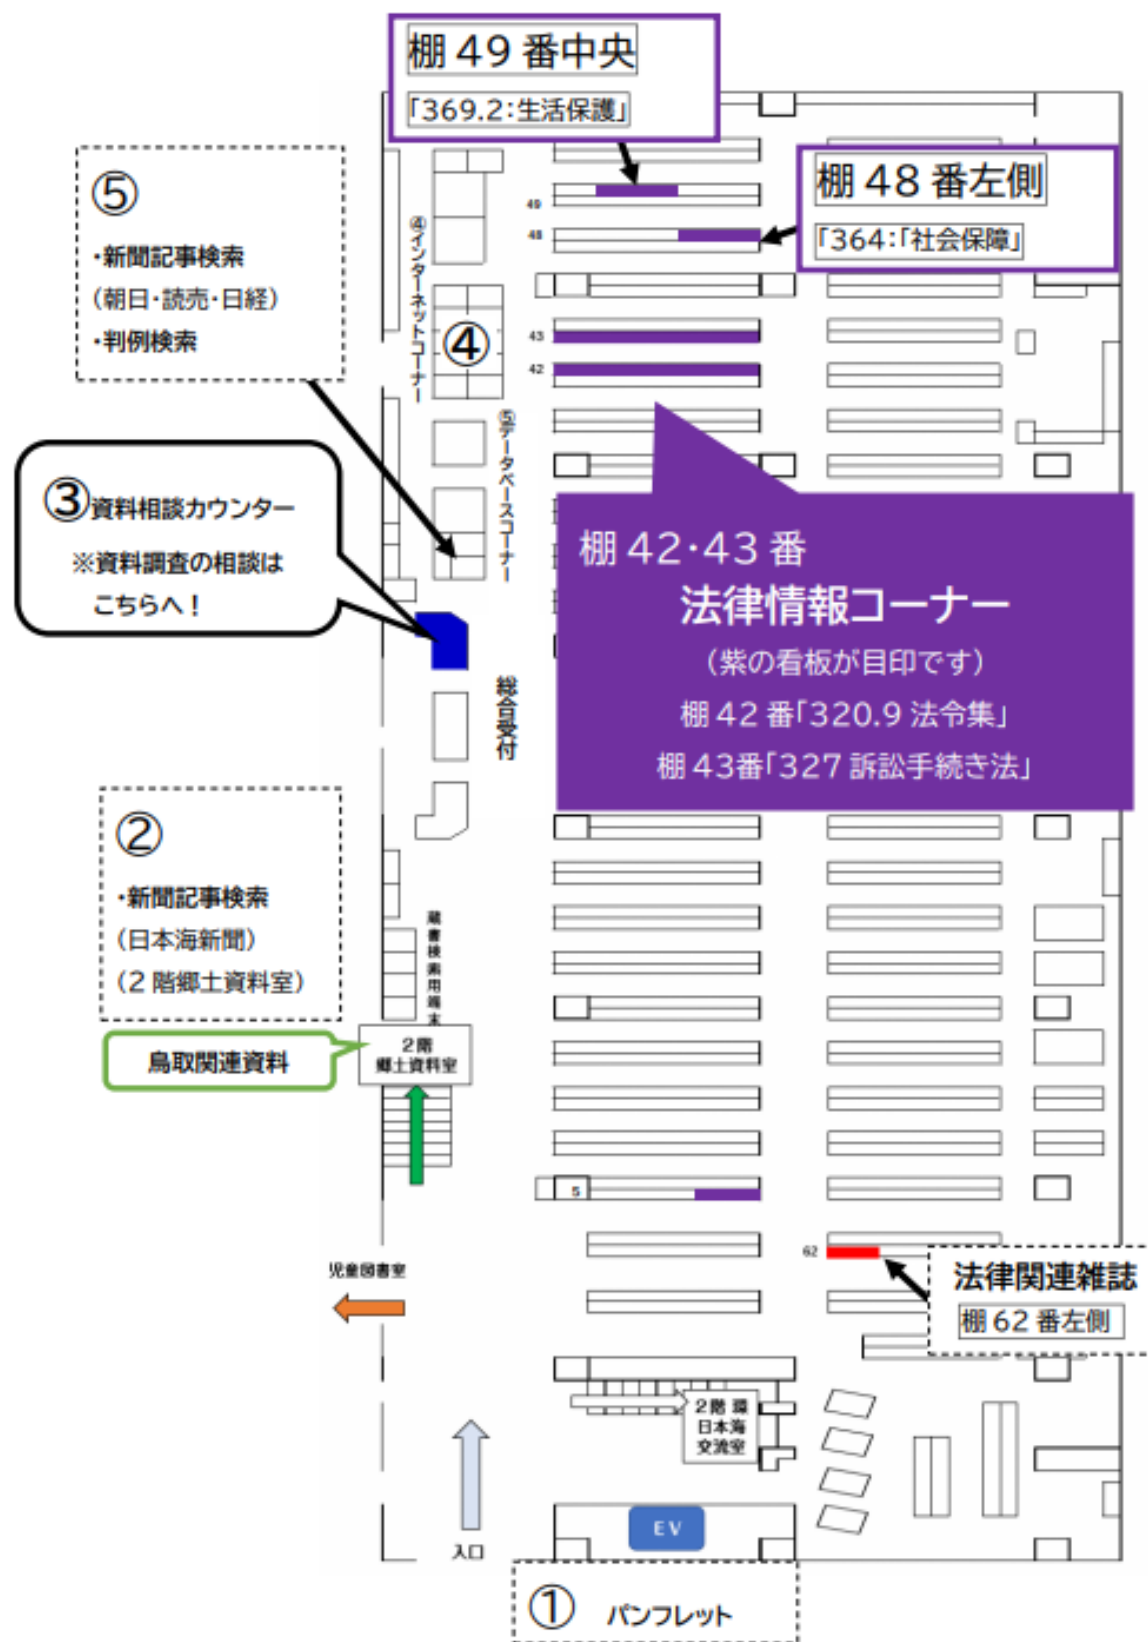 棚 49 番中央
「369.2:生活保護」
棚 48 番左側
「364:「社会保障」
⑤
・新聞記事検索
（朝日・読売・日経）
・判例検索
④インターネットコーナー
④
49
48
43
42
⑤データベースコーナー
③資料相談カウンター
※資料調査の相談は
こちらへ！
棚 42・43 番
法律情報コーナー
（紫の看板が目印です）
棚 42 番「320.9 法令集」
棚 43番「327 訴訟手続き法」
総合受付
②
・新聞記事検索
（日本海新聞）
（2 階郷土資料室）
蔵書検索用端末
鳥取関連資料
2階
郷土資料室
5
62
児童図書室
法律関連雑誌
棚 62 番左側
2階 環
日本海
交流室
EV
入口
① パンフレット